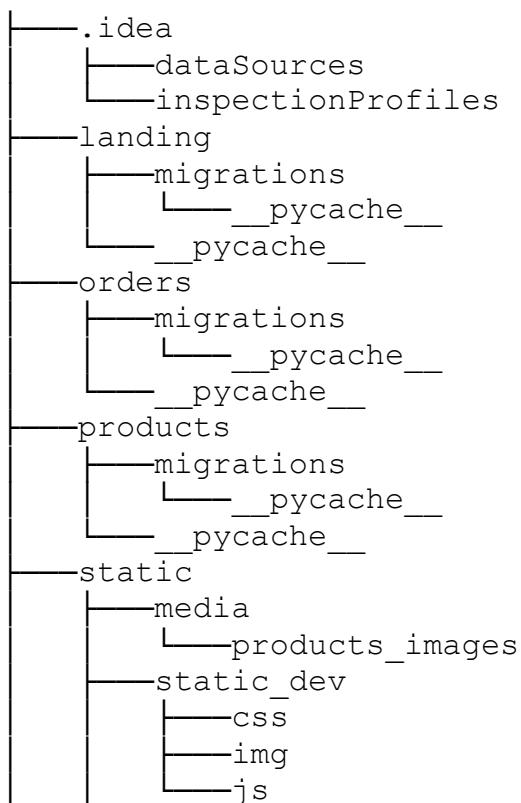 ├───.idea
│   ├───dataSources
│   └───inspectionProfiles
├───landing
│   ├───migrations
│   │   └───__pycache__
│   └───__pycache__
├───orders
│   ├───migrations
│   │   └───__pycache__
│   └───__pycache__
├───products
│   ├───migrations
│   │   └───__pycache__
│   └───__pycache__
├───static
│   ├───media
│   │   └───products_images
│   ├───static_dev
│   │   ├───css
│   │   ├───img
│   │   └───js